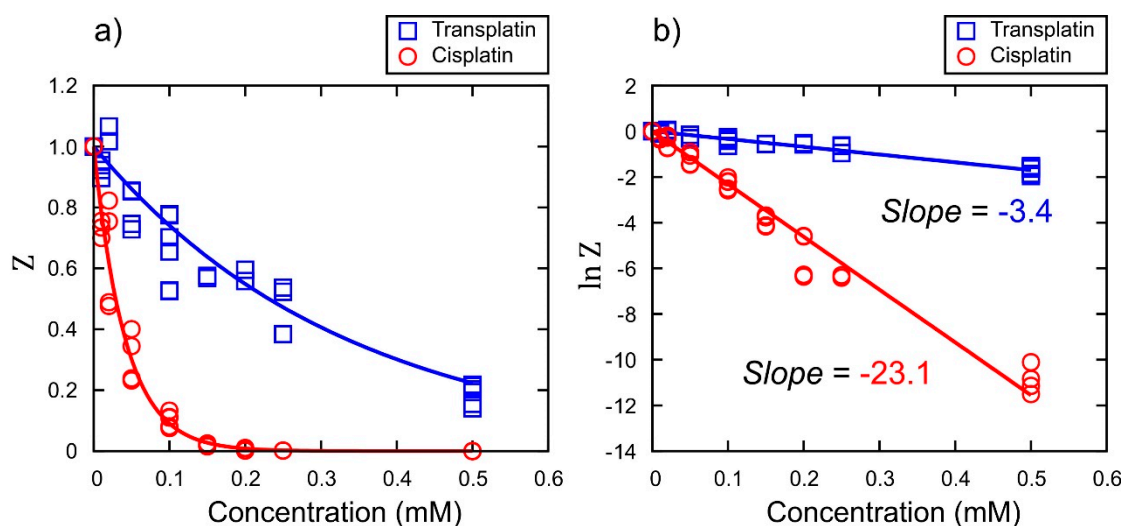 a)
Transplatin
Cisplatin
1.2
1.0
0.8
0.6
0.4
0.2
0
Z
0 0.1 0.2 0.3 0.4 0.5 0.6
Concentration (mM)
b)
Transplatin
Cisplatin
2
0
-2
-4
-6
-8
-10
-12
-14
ln Z
Slope = -3.4
Slope = -23.1
0 0.1 0.2 0.3 0.4 0.5 0.6
Concentration (mM)